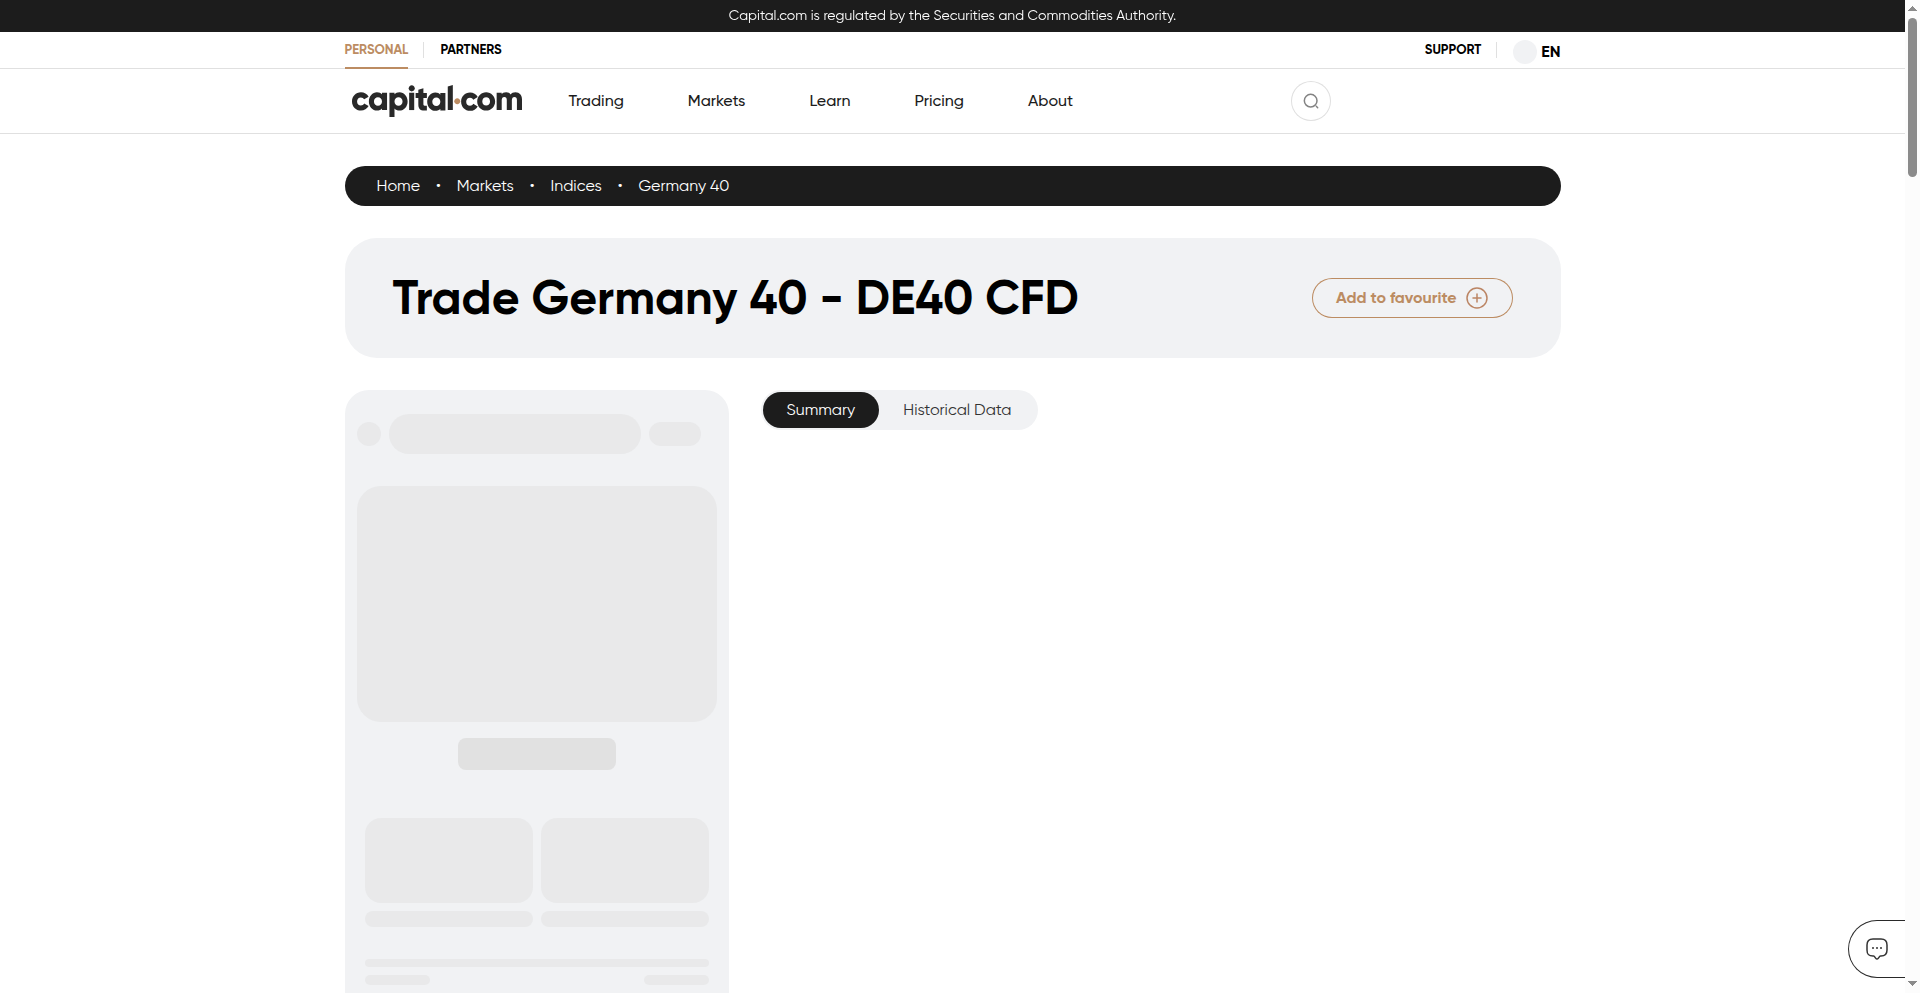 Capital.com is regulated by the Securities and Commodities Authority.
PERSONAL PARTNERS SUPPORT EN
capital.com Trading Markets Learn Pricing About
Home • Markets • Indices • Germany 40
Trade Germany 40 - DE40 CFD Add to favourite
Summary Historical Data